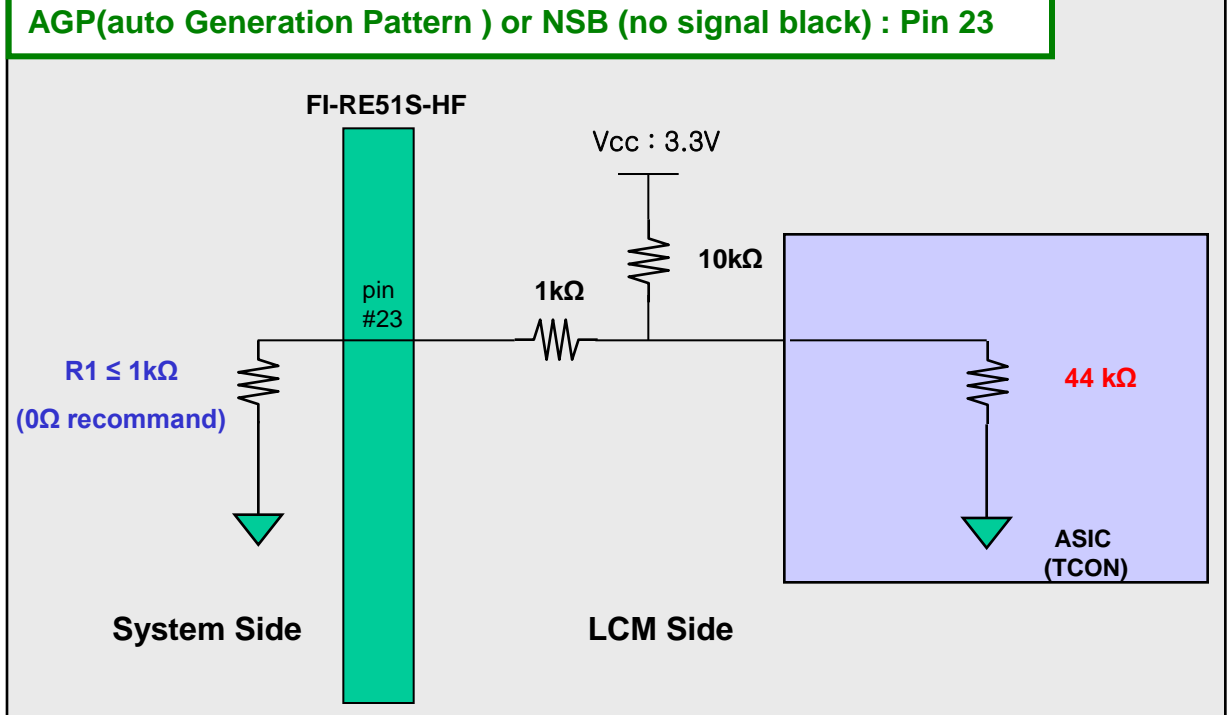 AGP(auto Generation Pattern ) or NSB (no signal black) : Pin 23
FI-RE51S-HF
Vcc : 3.3V
10kΩ
1kΩ
pin
#23
R1 ≤ 1kΩ
(0Ω recommand)
44 kΩ
ASIC
(TCON)
System Side
LCM Side